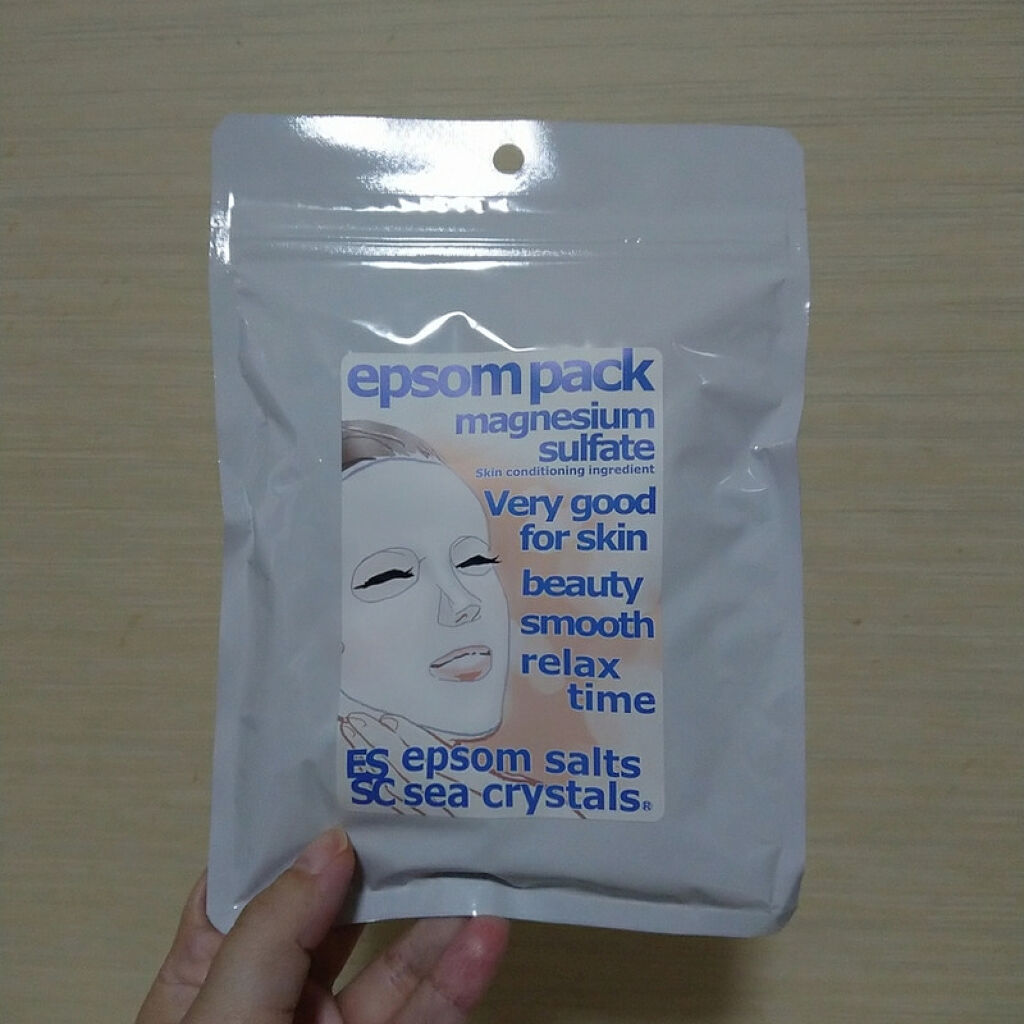 epsom pack
magnesium
sulfate
Skin conditioning ingredient
Very good
for skin
beauty
smooth
relax
time
ES epsom salts
SC sea crystals®